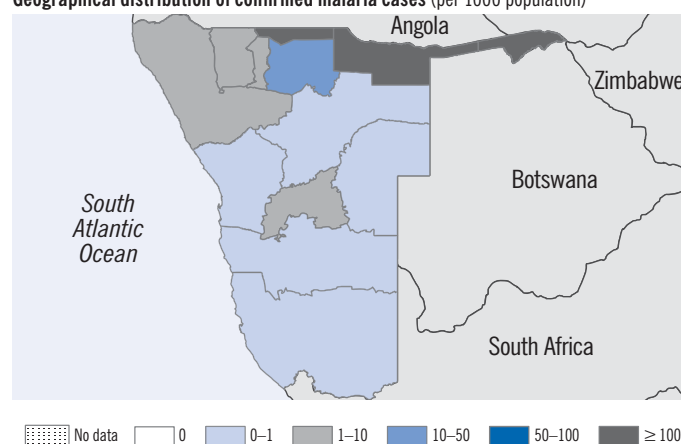 Geographical distribution of confirmed malaria cases (per 1000 population)
Angola
Zimbabwe
Botswana
South
Atlantic
Ocean
South Africa
No data 0 0–1 1–10 10–50 50–100 ≥ 100